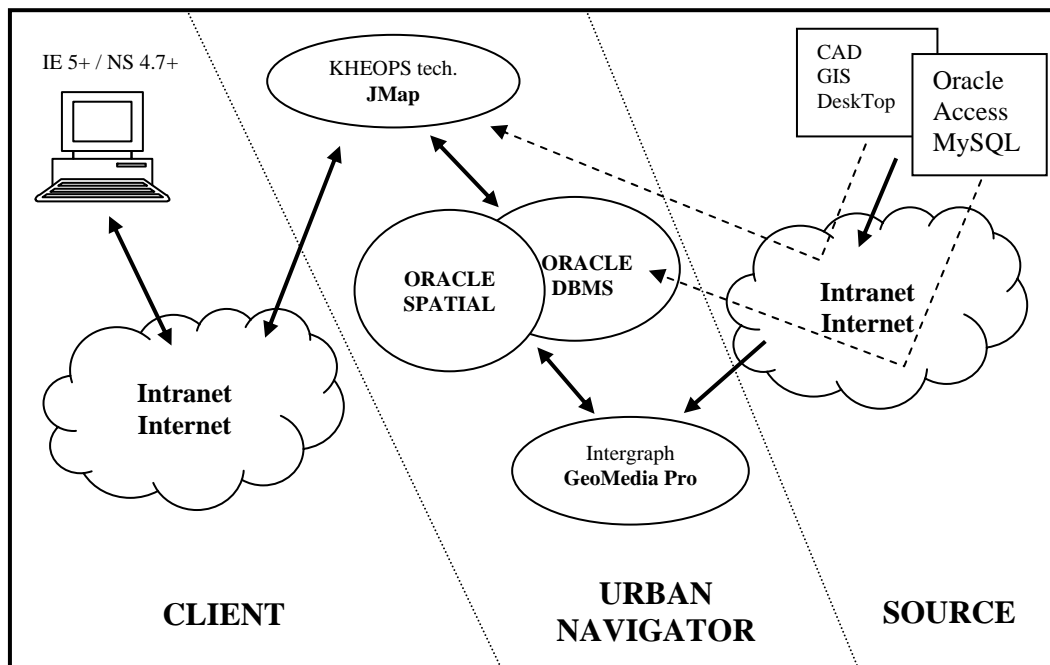 IE 5+ / NS 4.7+
KHEOPS tech.
JMap
CAD
GIS
DeskTop
Oracle
Access
MySQL
ORACLE
SPATIAL
ORACLE
DBMS
Intranet
Internet
Intranet
Internet
Intergraph
GeoMedia Pro
CLIENT
URBAN
NAVIGATOR
SOURCE